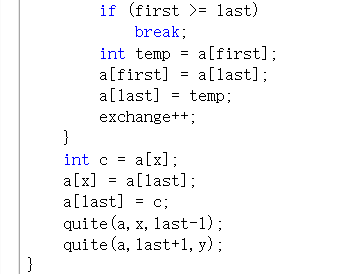 if (first >= last)
break;
int temp = a[first];
a[first] = a[last];
a[last] = temp;
exchange++;
}
int c = a[x];
a[x] = a[last];
a[last] = c;
quite(a,x,last-1);
quite(a,last+1,y);
}